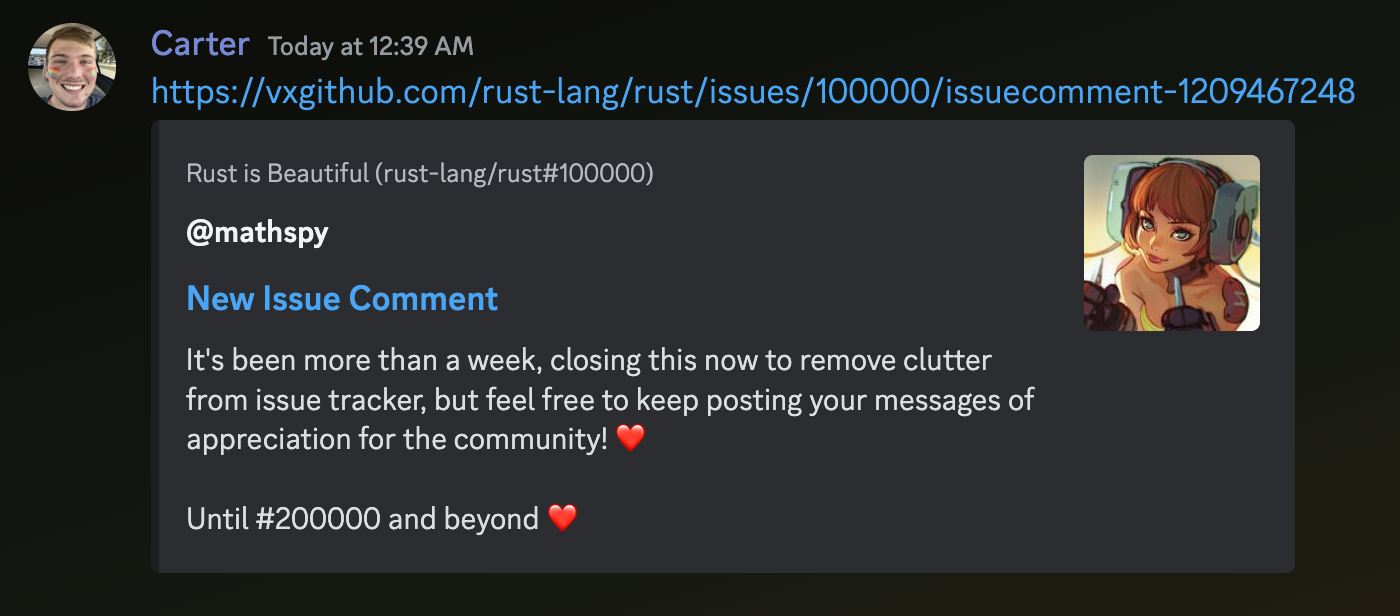 Carter Today at 12:39 AM
https://vxgithub.com/rust-lang/rust/issues/100000/issuecomment-1209467248
Rust is Beautiful (rust-lang/rust#100000)
@mathspy
New Issue Comment
It's been more than a week, closing this now to remove clutter
from issue tracker, but feel free to keep posting your messages of
appreciation for the community! ❤️
Until #200000 and beyond ❤️